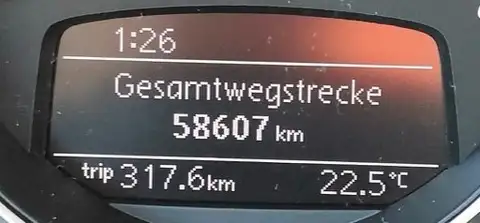 1:26
Gesamtwegstrecke
58607 km
trip 317.6km 22.5°C